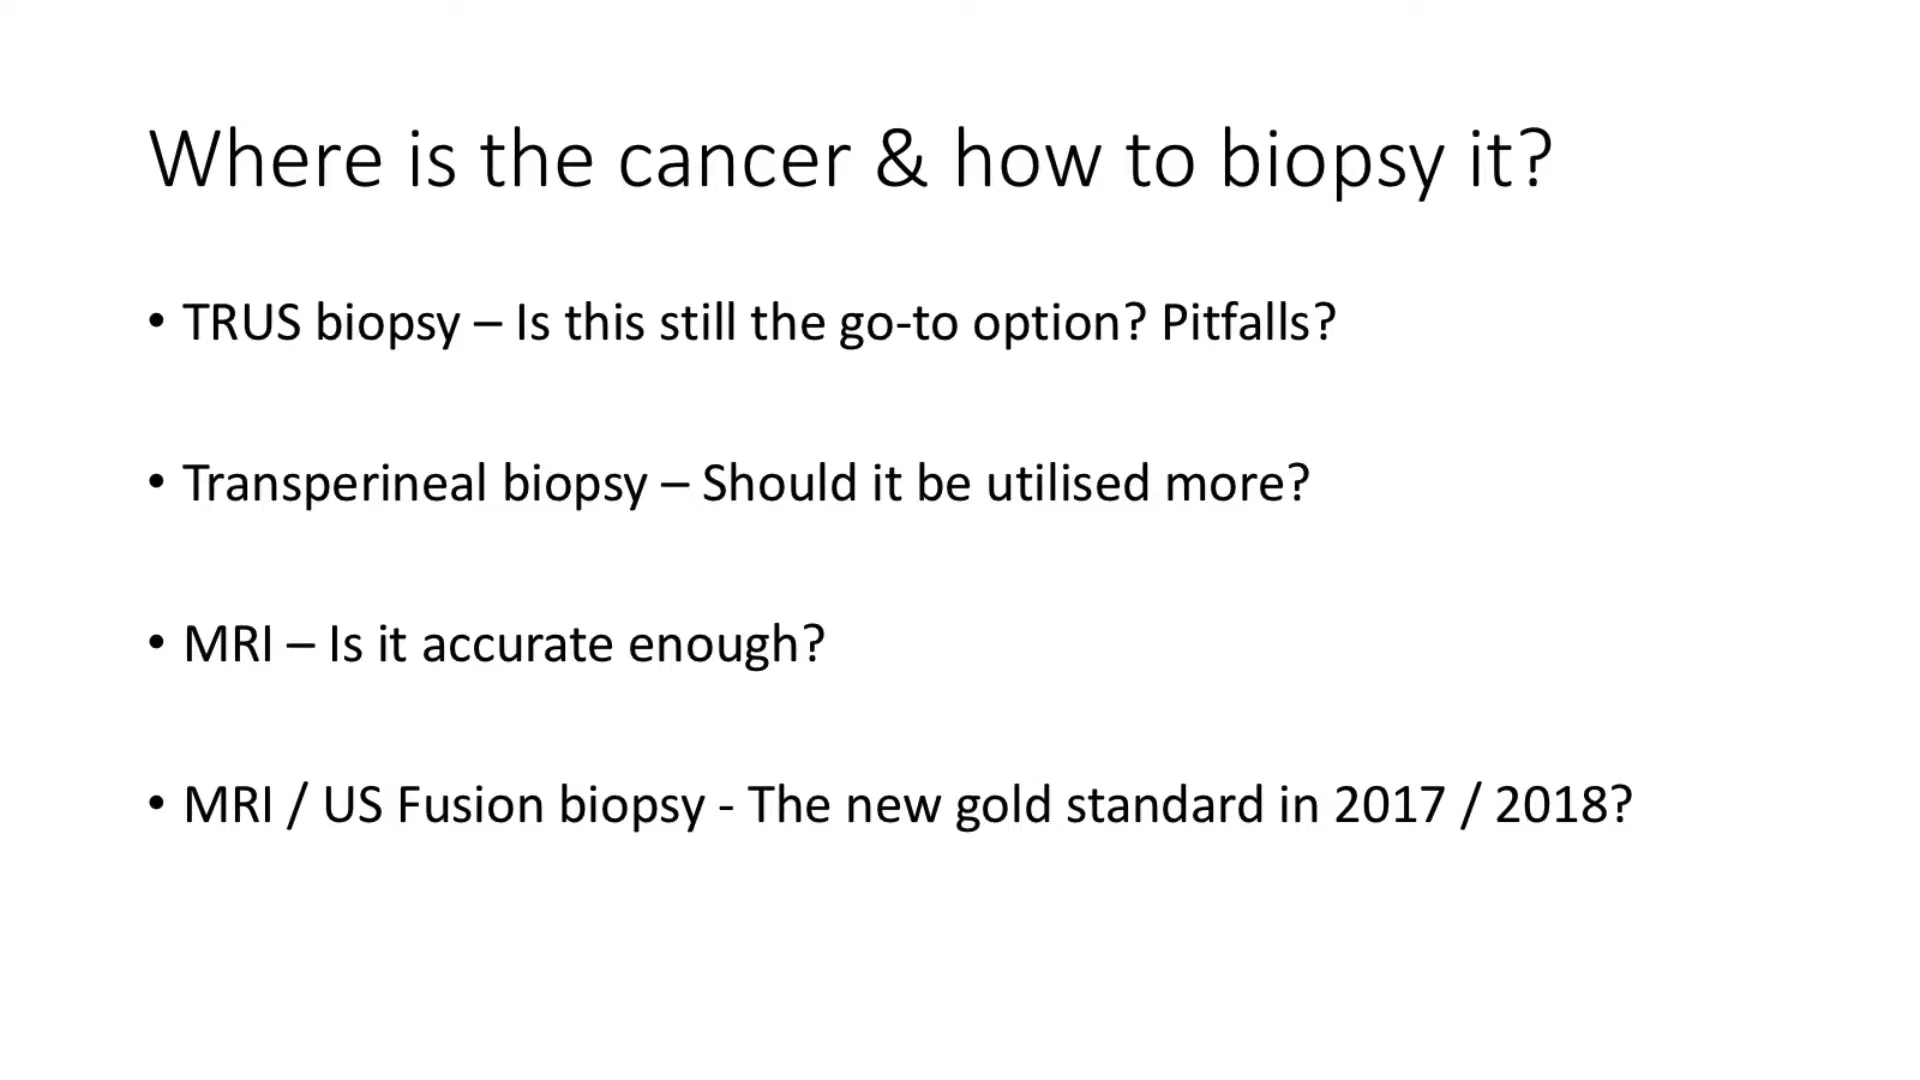 Where is the cancer & how to biopsy it?
• TRUS biopsy – Is this still the go-to option? Pitfalls?
• Transperineal biopsy – Should it be utilised more?
• MRI – Is it accurate enough?
• MRI / US Fusion biopsy - The new gold standard in 2017 / 2018?